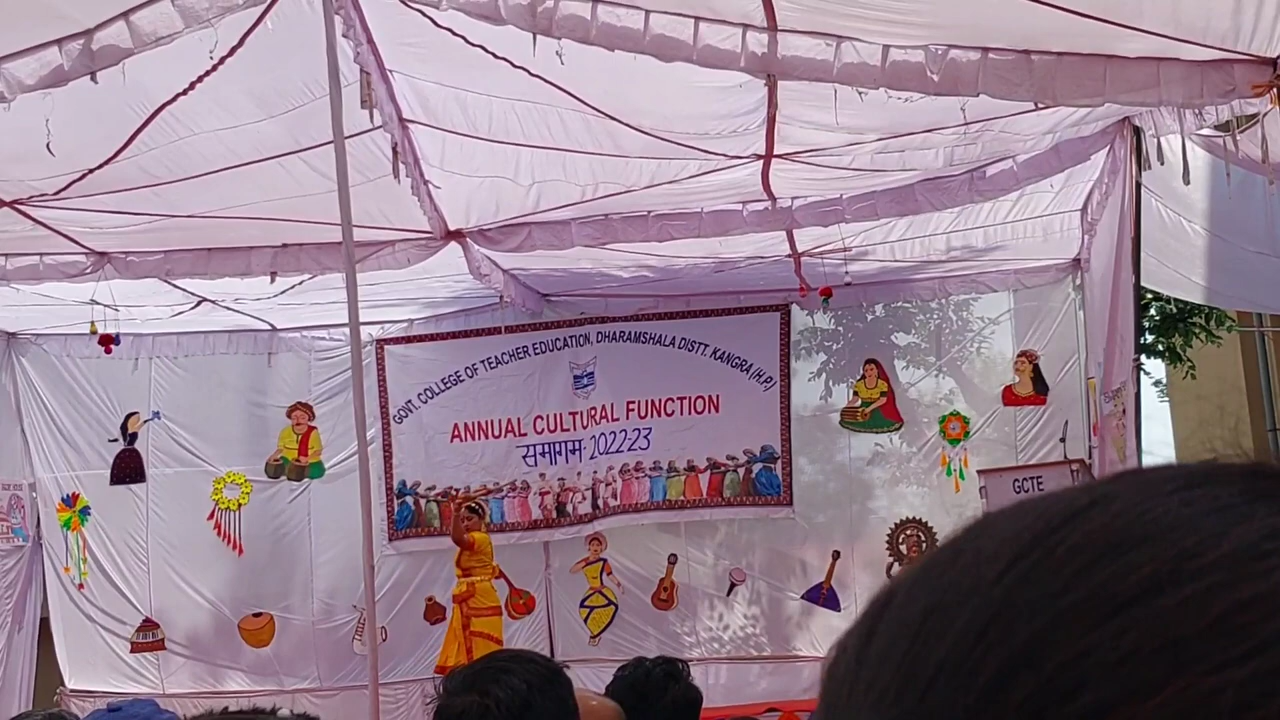 GOVT. COLLEGE OF TEACHER EDUCATION, DHARAMSHALA DISTT. KANGRA (H.P.)
ANNUAL CULTURAL FUNCTION
समागम- 2022-23
GCTE